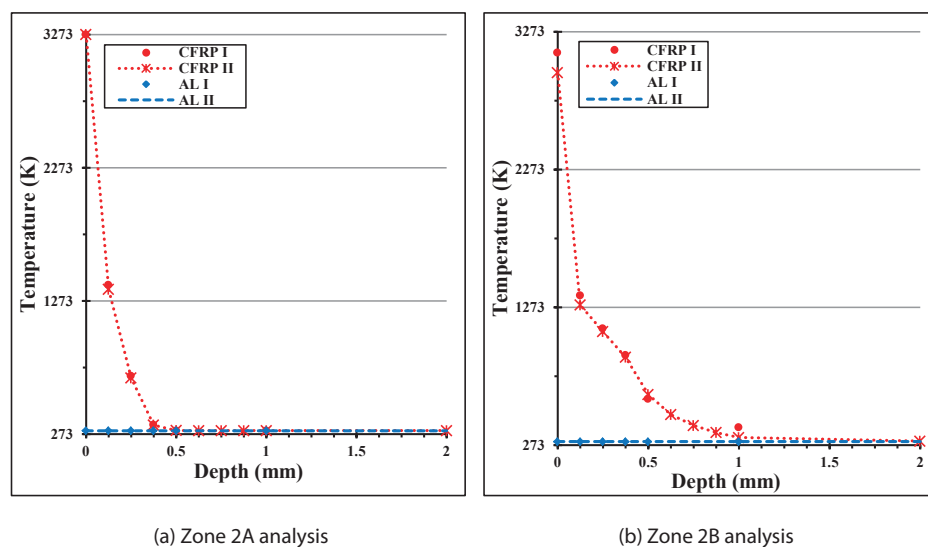 3273
CFRP I
CFRP II
AL I
AL II
2273
1273
273
0
0.5
1
1.5
2
Temperature (K)
Depth (mm)
(a) Zone 2A analysis
3273
CFRP I
CFRP II
AL I
AL II
2273
1273
273
0
0.5
1
1.5
2
Temperature (K)
Depth (mm)
(b) Zone 2B analysis